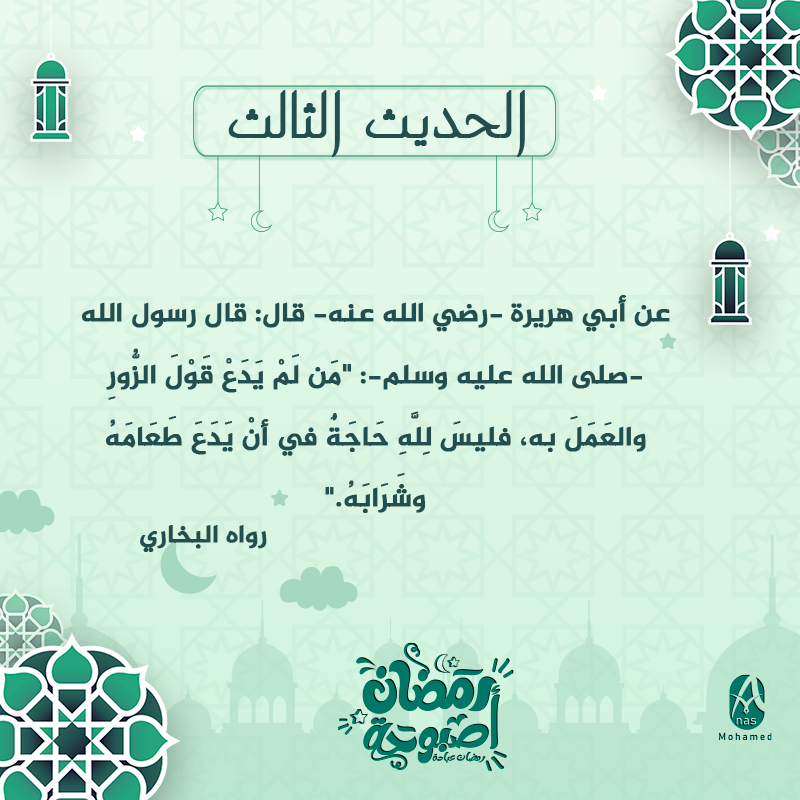 الحديث الثالث
عن أبي هريرة -رضي الله عنه- قال: قال رسول الله
-صلى الله عليه وسلم-: "مَن لَمْ يَدَعْ قَوْلَ الزُّورِ
والعَمَلَ به، فليسَ لِلَّهِ حَاجَةٌ في أنْ يَدَعَ طَعَامَهُ
وشَرَابَهُ."
رواه البخاري
رمضان
أصبوحة
nas
Mohamed